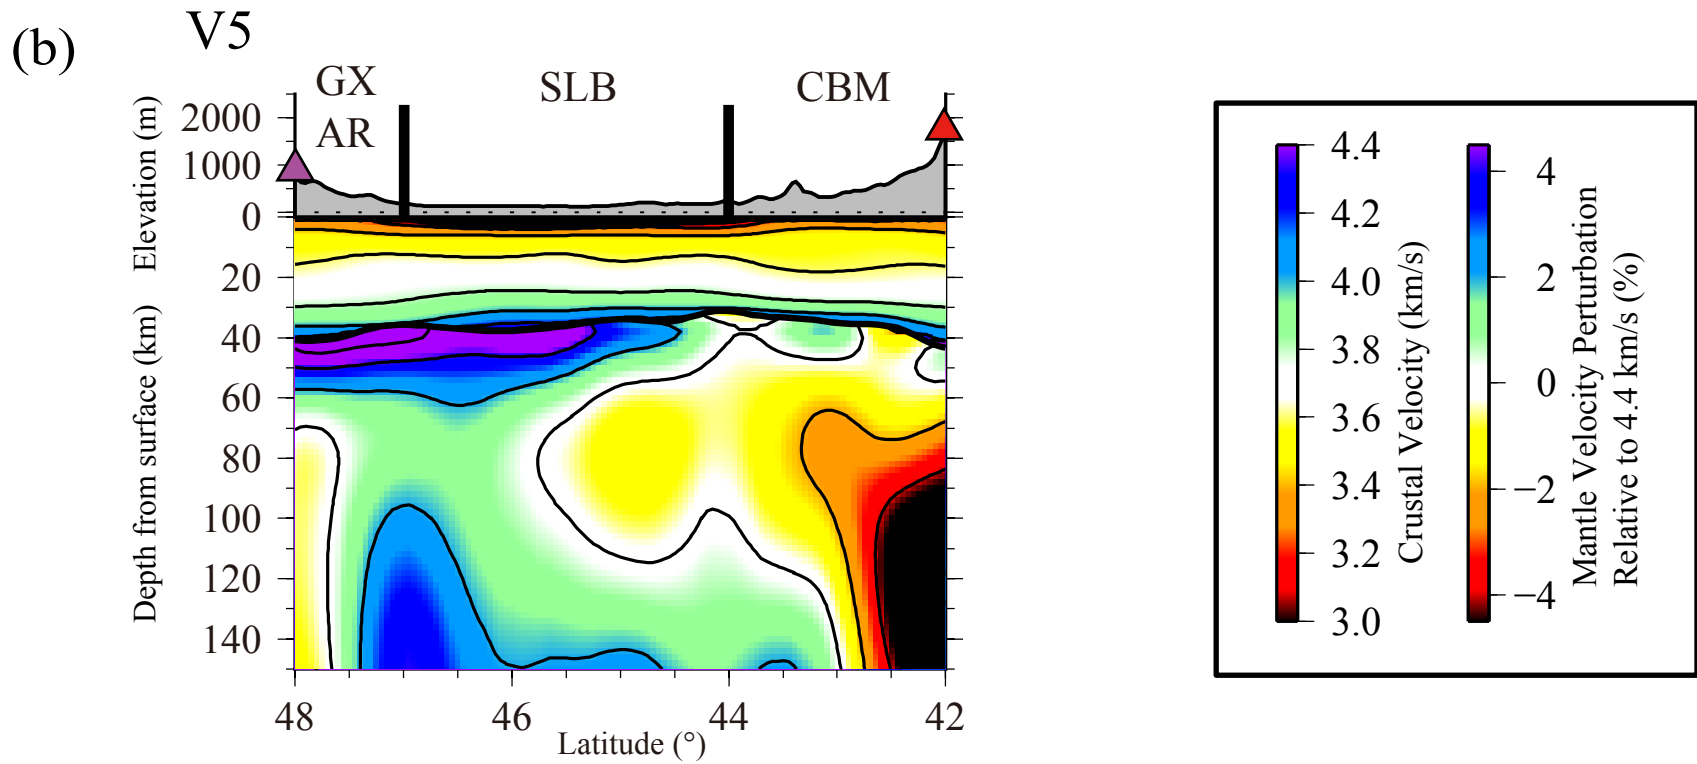 (b)
V5
GX
AR
SLB
CBM
2000
1000
0
20
40
60
80
100
120
140
Elevation (m)
Depth from surface (km)
48
46
44
42
Latitude (°)
4.4
4.2
4.0
3.8
3.6
3.4
3.2
3.0
Crustal Velocity (km/s)
4
2
0
−2
−4
Mantle Velocity Perturbation
Relative to 4.4 km/s (%)